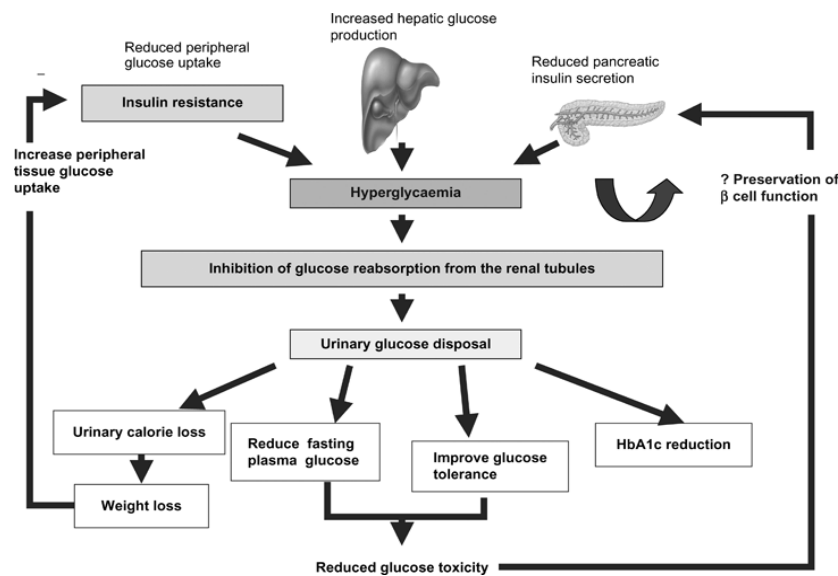 Increased hepatic glucose
production
Reduced peripheral
glucose uptake
Reduced pancreatic
insulin secretion
–
Insulin resistance
Increase peripheral
tissue glucose
uptake
Hyperglycaemia
? Preservation of
β cell function
Inhibition of glucose reabsorption from the renal tubules
Urinary glucose disposal
Urinary calorie loss
Reduce fasting
plasma glucose
Improve glucose
tolerance
HbA1c reduction
Weight loss
Reduced glucose toxicity